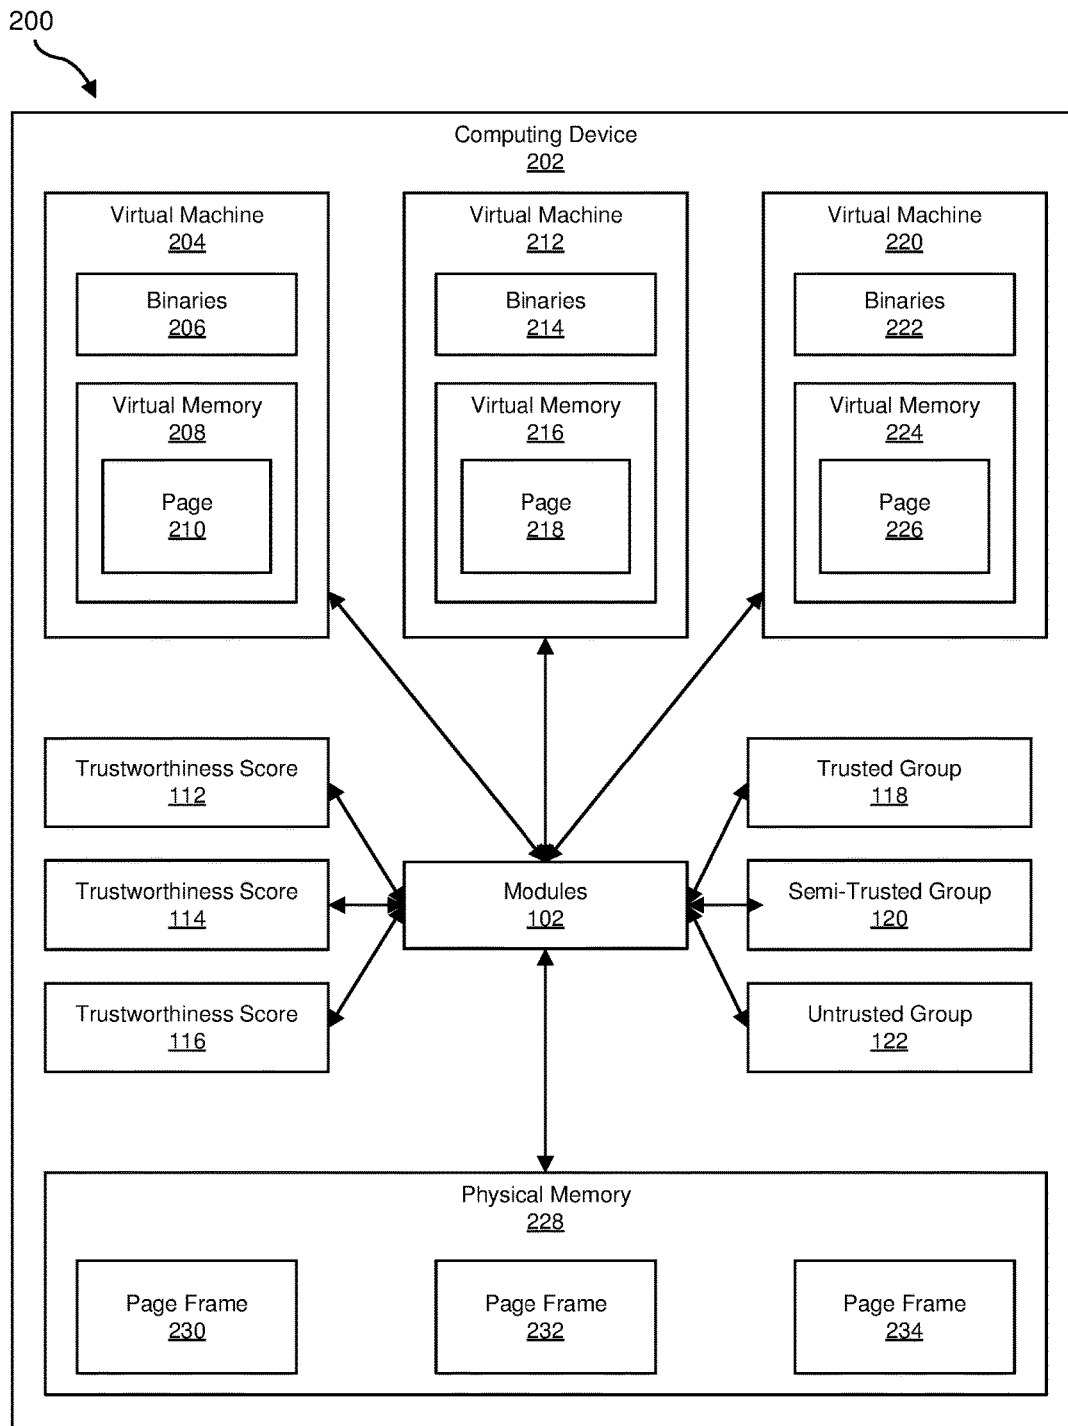 200
Computing Device
202
Virtual Machine
204
Binaries
206
Virtual Memory
208
Page
210
Virtual Machine
212
Binaries
214
Virtual Memory
216
Page
218
Virtual Machine
220
Binaries
222
Virtual Memory
224
Page
226
Trustworthiness Score
112
Trustworthiness Score
114
Trustworthiness Score
116
Modules
102
Trusted Group
118
Semi-Trusted Group
120
Untrusted Group
122
Physical Memory
228
Page Frame
230
Page Frame
232
Page Frame
234